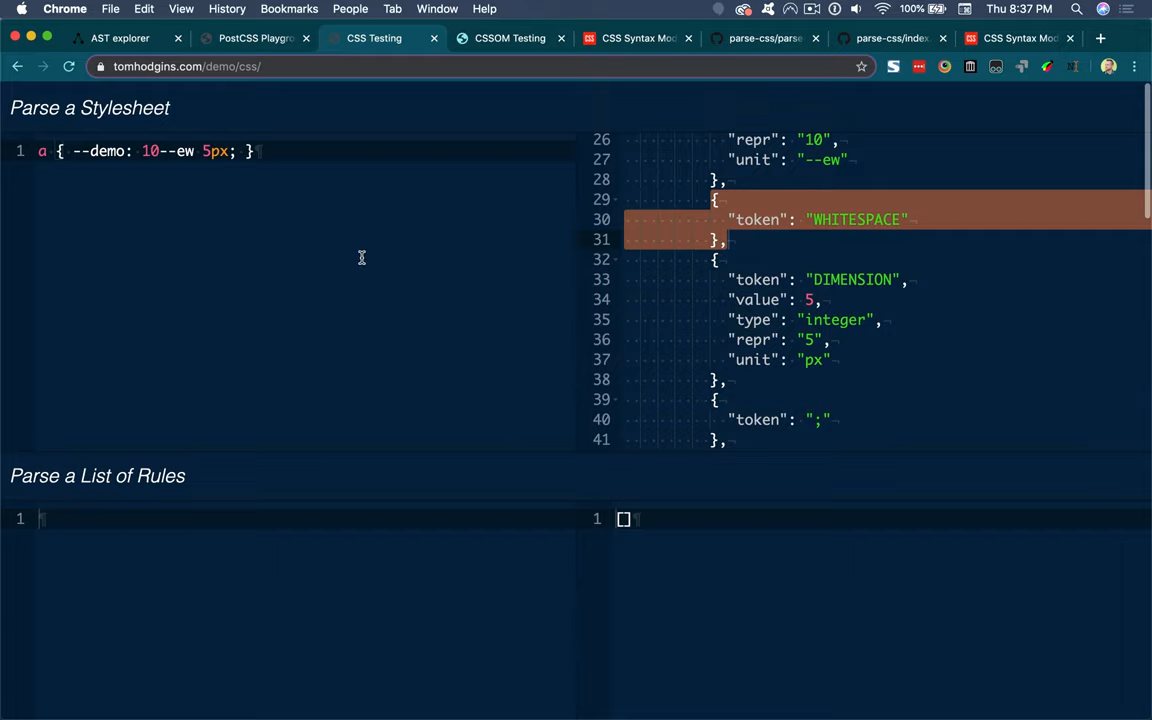 Chrome File Edit View History Bookmarks People Tab Window Help 100% Thu 8:37 PM
AST explorer × PostCSS Playgro × CSS Testing × CSSOM Testing × CSS Syntax Mod × parse-css/parse × parse-css/index. × CSS Syntax Mod × +
tomhodgins.com/demo/css/
Parse a Stylesheet
1 a { --demo: 10--ew 5px; }
26 "repr": "10",
27 "unit": "--ew"
28 },
29 {
30 "token": "WHITESPACE"
31 },
32 {
33 "token": "DIMENSION",
34 "value": 5,
35 "type": "integer",
36 "repr": "5",
37 "unit": "px"
38 },
39 {
40 "token": ";"
41 },
Parse a List of Rules
1
1 []